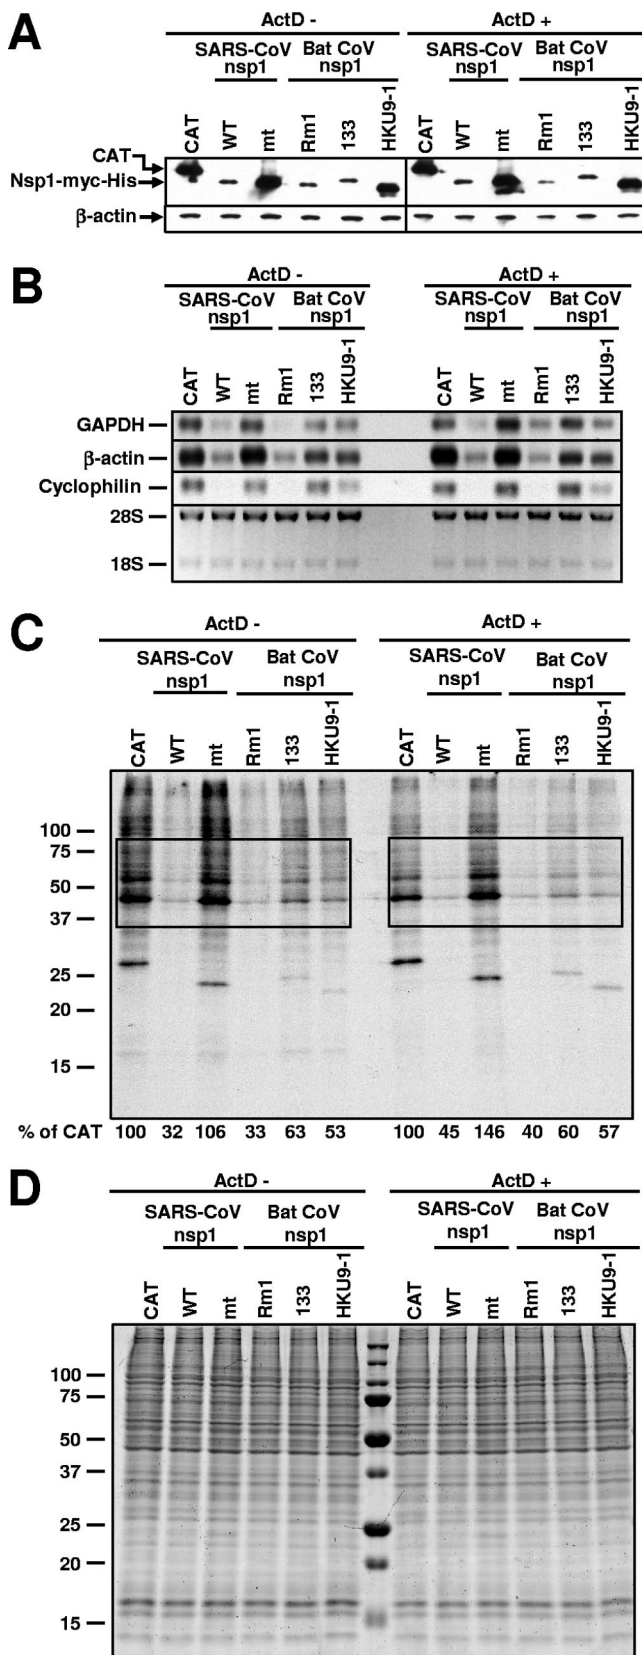 A
ActD - ActD +
SARS-CoV Bat CoV SARS-CoV Bat CoV
nsp1 nsp1 nsp1 nsp1
CAT WT mt Rm1 133 HKU9-1 CAT WT mt Rm1 133 HKU9-1
CAT
Nsp1-myc-His
β-actin
B
ActD - ActD +
SARS-CoV Bat CoV SARS-CoV Bat CoV
nsp1 nsp1 nsp1 nsp1
CAT WT mt Rm1 133 HKU9-1 CAT WT mt Rm1 133 HKU9-1
GAPDH
β-actin
Cyclophilin
28S
18S
C
ActD - ActD +
SARS-CoV Bat CoV SARS-CoV Bat CoV
nsp1 nsp1 nsp1 nsp1
CAT WT mt Rm1 133 HKU9-1 CAT WT mt Rm1 133 HKU9-1
100
75
50
37
25
20
15
% of CAT 100 32 106 33 63 53 100 45 146 40 60 57
D
ActD - ActD +
SARS-CoV Bat CoV SARS-CoV Bat CoV
nsp1 nsp1 nsp1 nsp1
CAT WT mt Rm1 133 HKU9-1 CAT WT mt Rm1 133 HKU9-1
100
75
50
37
25
20
15